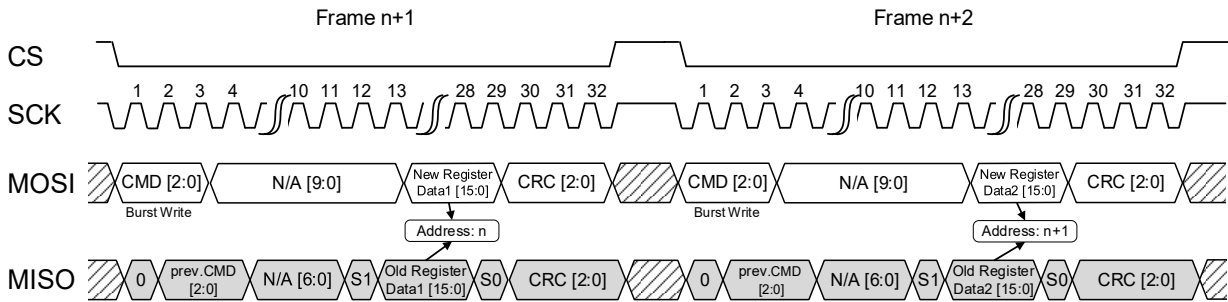 Frame n+1 Frame n+2
CS
1 2 3 4 10 11 12 13 28 29 30 31 32 1 2 3 4 10 11 12 13 28 29 30 31 32
SCK
MOSI CMD [2:0] N/A [9:0] New Register Data1 [15:0] CRC [2:0] CMD [2:0] N/A [9:0] New Register Data2 [15:0] CRC [2:0]
Burst Write Burst Write
Address: n Address: n+1
MISO 0 prev.CMD [2:0] N/A [6:0] S1 Old Register Data1 [15:0] S0 CRC [2:0] 0 prev.CMD [2:0] N/A [6:0] S1 Old Register Data2 [15:0] S0 CRC [2:0]